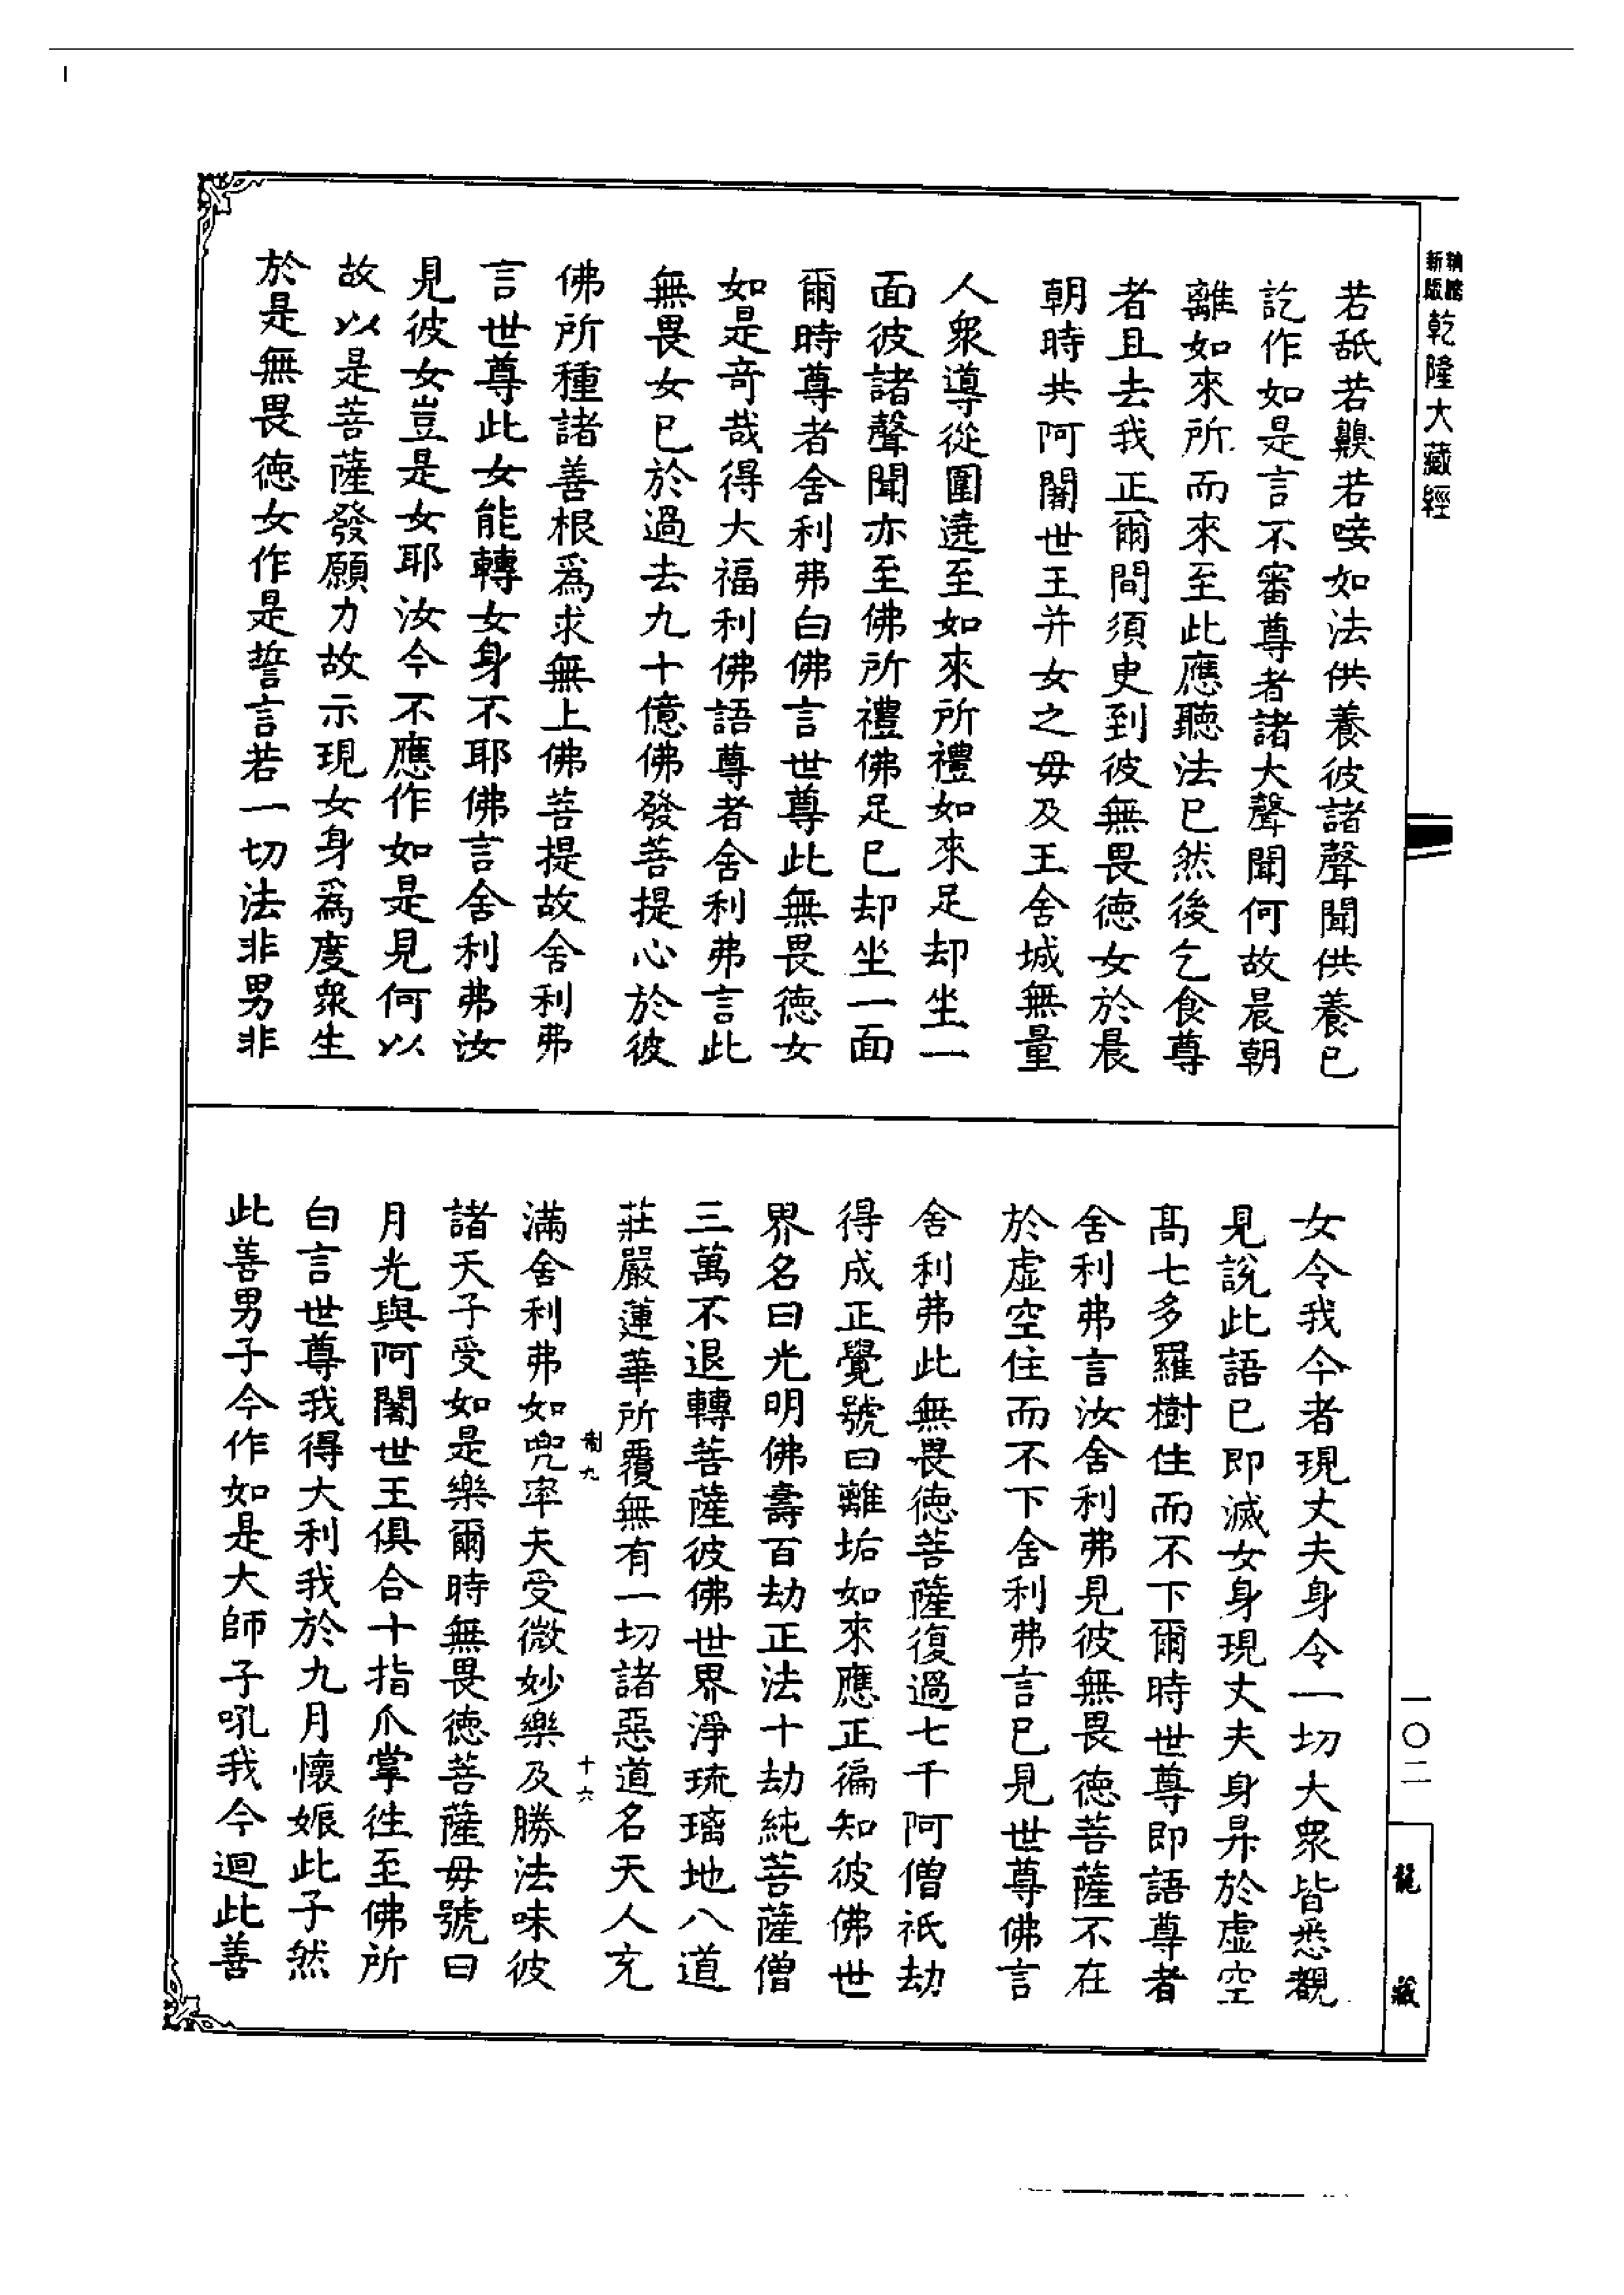 新版
乾隆大藏經
若舐若齅若唼如法供養彼諸聲聞供養已
訖作如是言不審尊者諸大聲聞何故晨朝
離如來所而來至此應聽法已然後乞食尊
者且去我正爾間須史到彼無畏德女於晨
朝時共阿闍世王并女之毋及王舍城無量
人衆導從圍遶至如來所禮如來足却坐一
面彼諸聲聞亦至佛所禮佛足已却坐一面
爾時尊者舍利弗白佛言世尊此無畏德女
如是奇哉得大福利佛語尊者舍利弗言此
無畏女已於過去九十億佛發菩提心於彼
佛所種諸善根爲求無上佛菩提故舍利弗
言世尊此女能轉女身不耶佛言舍利弗汝
見彼女豈是女耶汝今不應作如是見何以
故以是菩薩發願力故示現女身爲度衆生
於是無畏德女作是誓言若一切法非男非
女令我今者現丈夫身令一切大衆皆悉覩
見說此語已即滅女身現丈夫身昇於虛空
髙七多羅樹住而不下爾時世尊即語尊者
舍利弗言汝舍利弗見彼無畏德菩薩不在
於虛空住而不下舍利弗言已見世尊佛言
舍利弗此無畏德菩薩復過七千阿僧祇劫
得成正覺號曰離垢如來應正徧知彼佛世
界名曰光明佛壽百劫正法十劫純菩薩僧
三萬不退轉菩薩彼佛世界淨琉璃地八道
莊嚴蓮華所覆無有一切諸惡道名天人充
制九 十六
滿舍利弗如兜率天受微妙樂及勝法味彼
諸天子受如是樂爾時無畏德菩薩毋號曰
月光與阿闍世王俱合十指爪掌往至佛所
白言世尊我得大利我於九月懷娠此子然
此善男子今作如是大師子吼我今迴此善
一〇二
龍藏